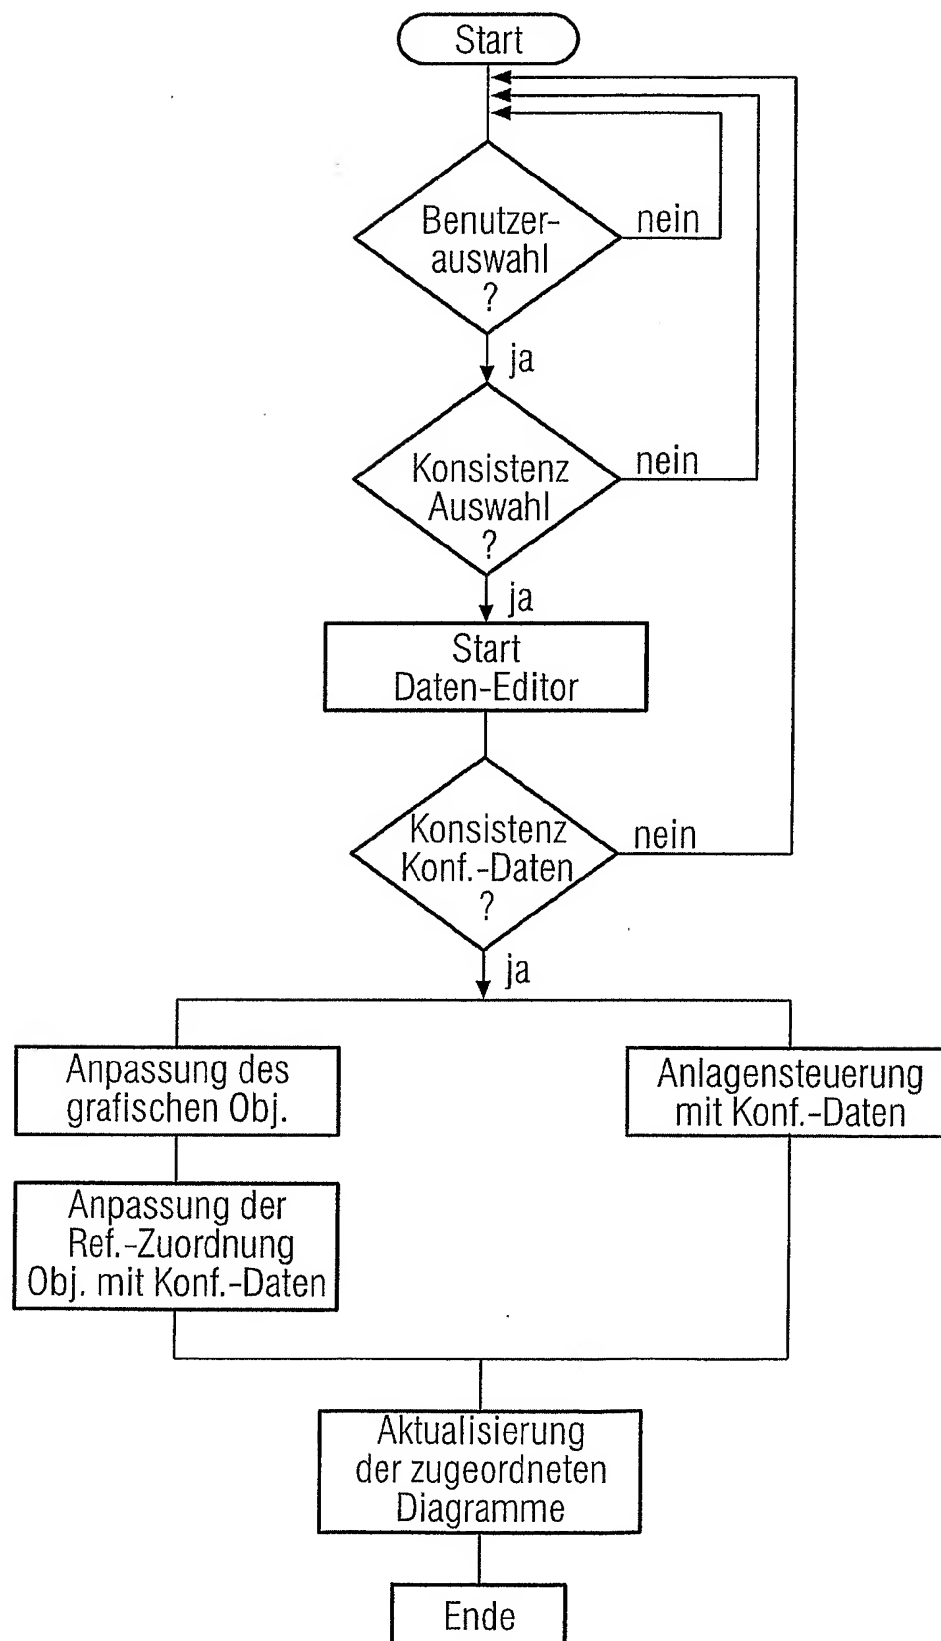 Start
Benutzer-
auswahl
?
nein
ja
Konsistenz
Auswahl
?
nein
ja
Start
Daten-Editor
Konsistenz
Konf.-Daten
?
nein
ja
Anpassung des
grafischen Obj.
Anlagensteuerung
mit Konf.-Daten
Anpassung der
Ref.-Zuordnung
Obj. mit Konf.-Daten
Aktualisierung
der zugeordneten
Diagramme
Ende